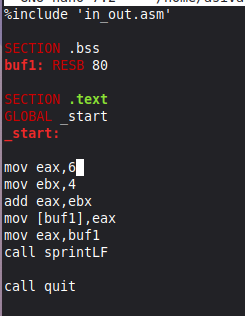 %include 'in_out.asm'
SECTION .bss
buf1: RESB 80
SECTION .text
GLOBAL _start
_start:
mov eax,6
mov ebx,4
add eax,ebx
mov [buf1],eax
mov eax,buf1
call sprintLF
call quit